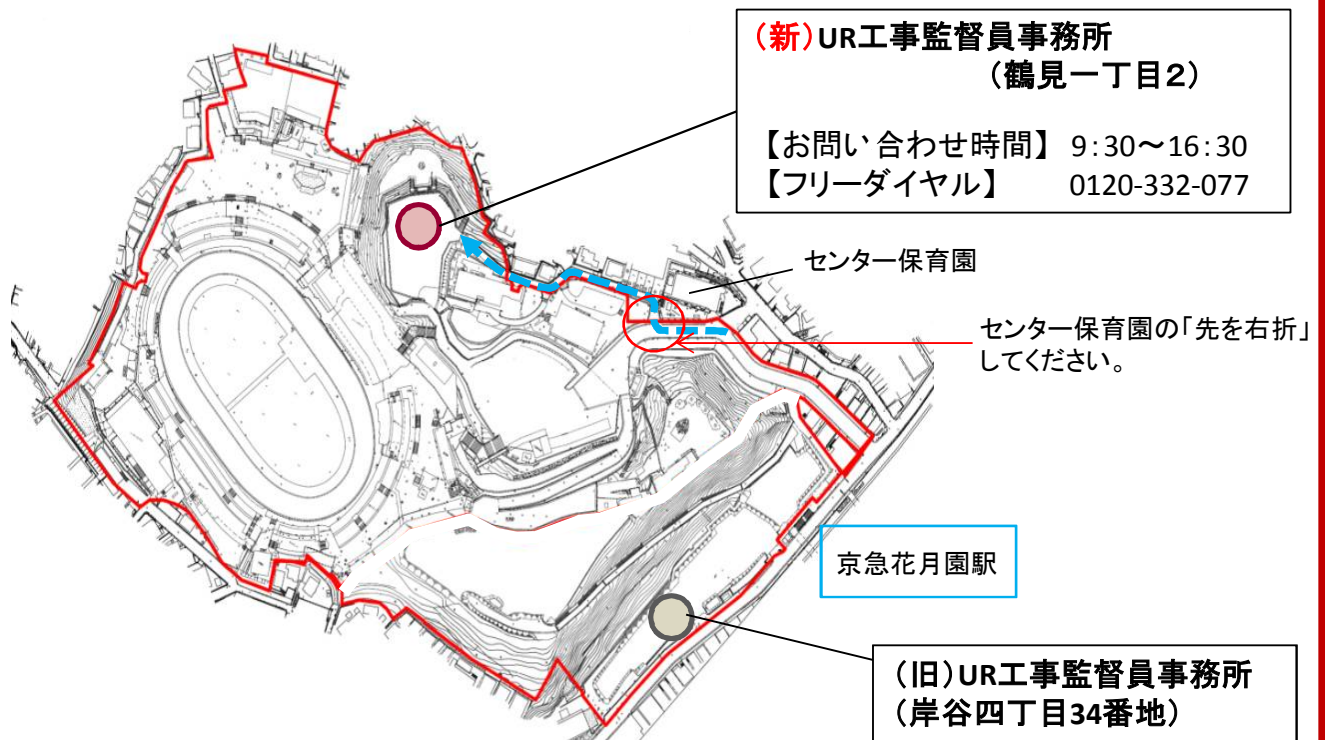 （新）UR工事監督員事務所
（鶴見一丁目２）
【お問い合わせ時間】 9:30～16:30
【フリーダイヤル】 0120-332-077
センター保育園
センター保育園の「先を右折」
してください。
京急花月園駅
（旧）UR工事監督員事務所
（岸谷四丁目34番地）